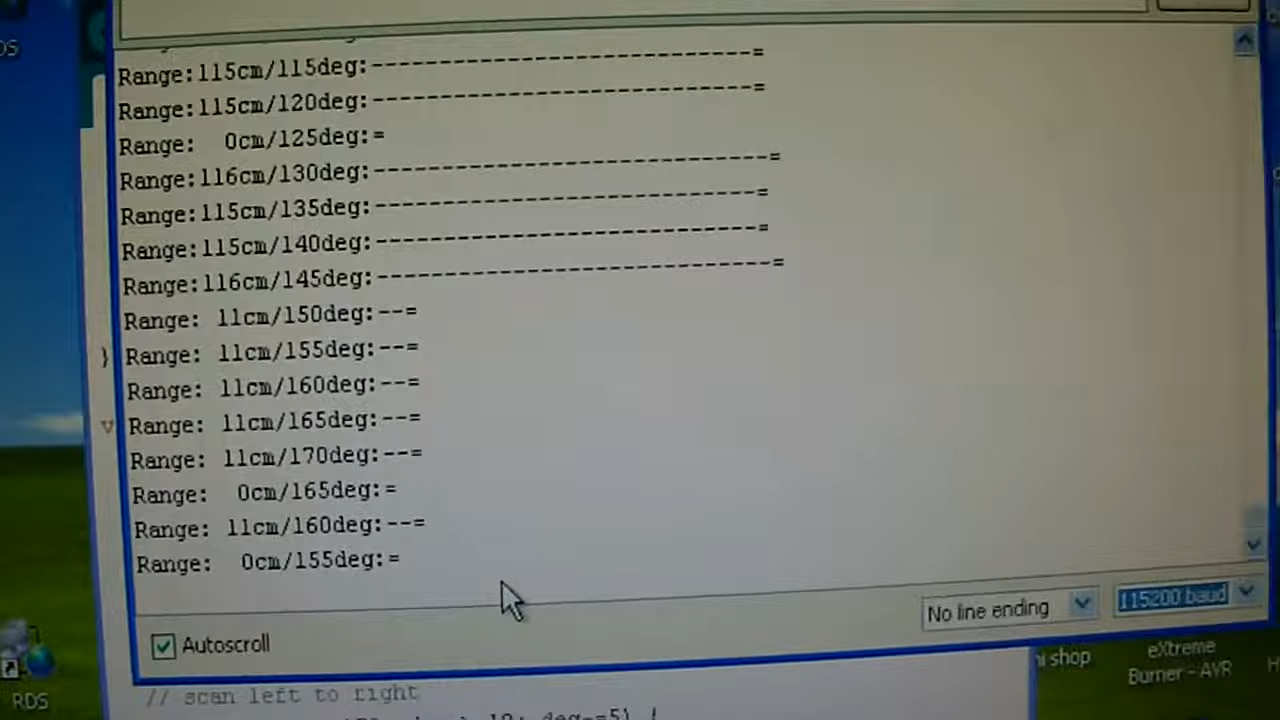 Range:115cm/115deg:----------------------------=
Range:115cm/120deg:----------------------------=
Range:  0cm/125deg:=
Range:116cm/130deg:-----------------------------=
Range:115cm/135deg:----------------------------=
Range:115cm/140deg:----------------------------=
Range:116cm/145deg:-----------------------------=
Range: 11cm/150deg:--=
Range: 11cm/155deg:--=
Range: 11cm/160deg:--=
Range: 11cm/165deg:--=
Range: 11cm/170deg:--=
Range:  0cm/165deg:=
Range: 11cm/160deg:--=
Range:  0cm/155deg:=
No line ending
115200 baud
Autoscroll
}
// scan left to right
RDS
shop
eXtreme
Burner - AVR